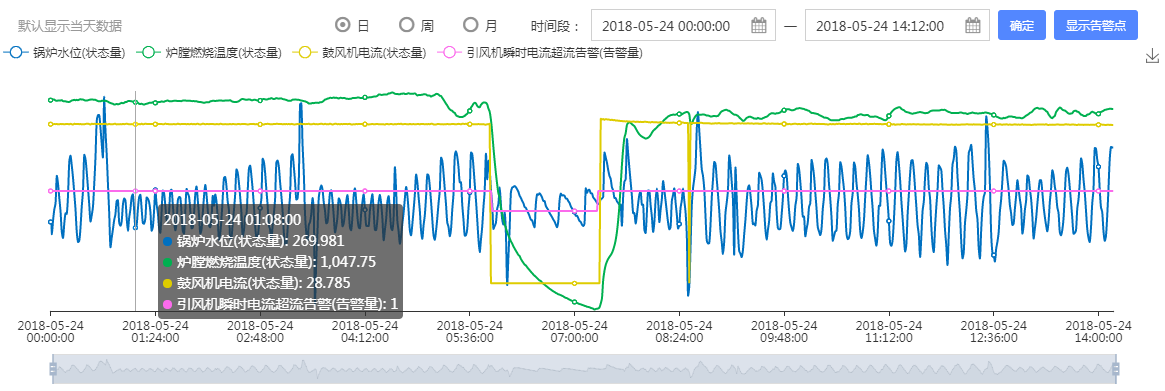 默认显示当天数据 日 周 月 时间段： 2018-05-24 00:00:00 — 2018-05-24 14:12:00 确定 显示告警点
锅炉水位(状态量) 炉膛燃烧温度(状态量) 鼓风机电流(状态量) 引风机瞬时电流超流告警(告警量)
2018-05-24 01:08:00
锅炉水位(状态量): 269.981
炉膛燃烧温度(状态量): 1,047.75
鼓风机电流(状态量): 28.785
引风机瞬时电流超流告警(告警量): 1
2018-05-24 2018-05-24 2018-05-24 2018-05-24 2018-05-24 2018-05-24 2018-05-24 2018-05-24 2018-05-24 2018-05-24 2018-05-24
00:00:00 01:24:00 02:48:00 04:12:00 05:36:00 07:00:00 08:24:00 09:48:00 11:12:00 12:36:00 14:00:00